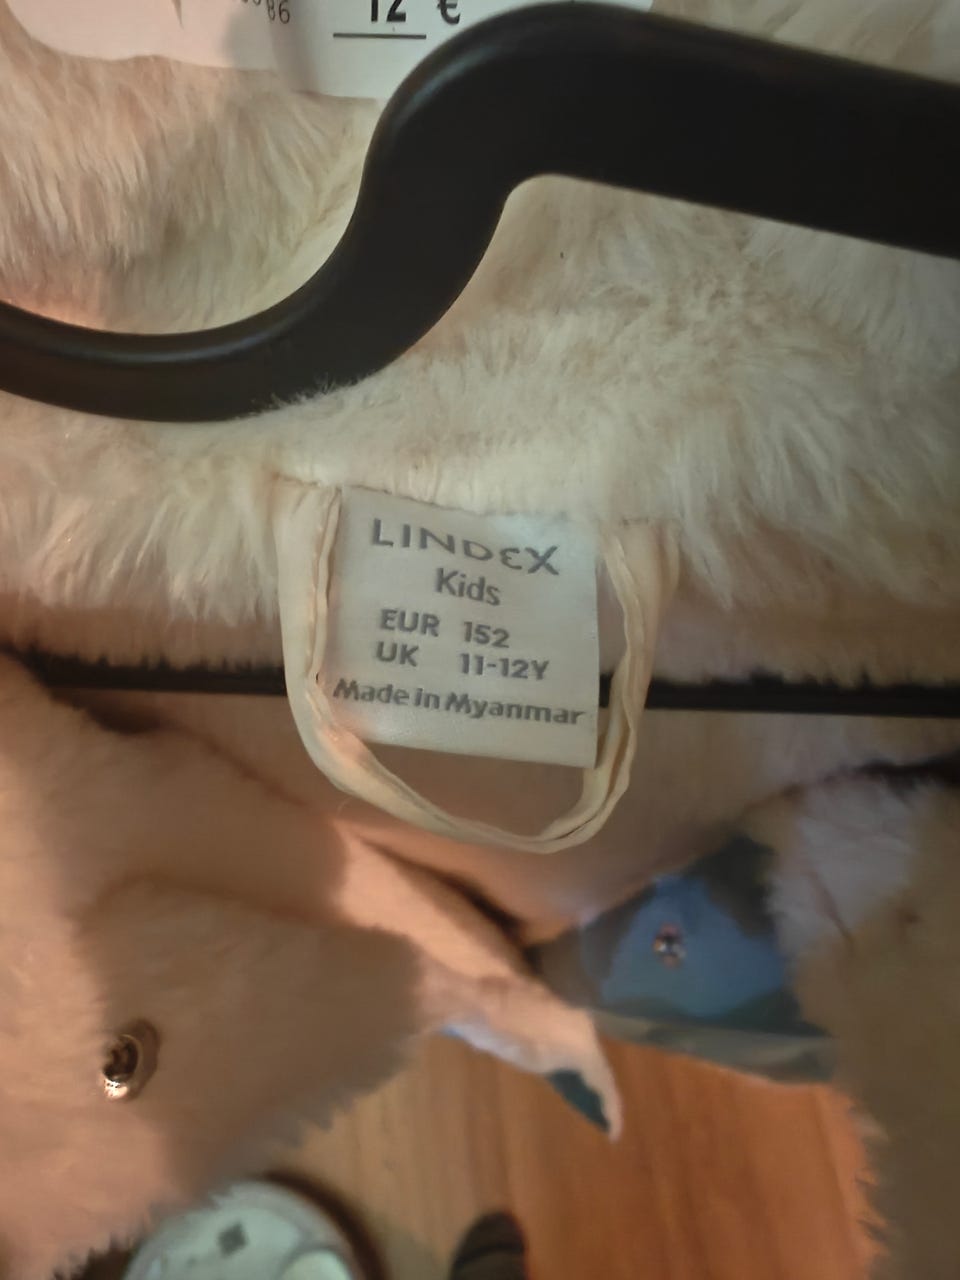 12 €
LINDEX
Kids
EUR 152
UK 11-12Y
Made in Myanmar